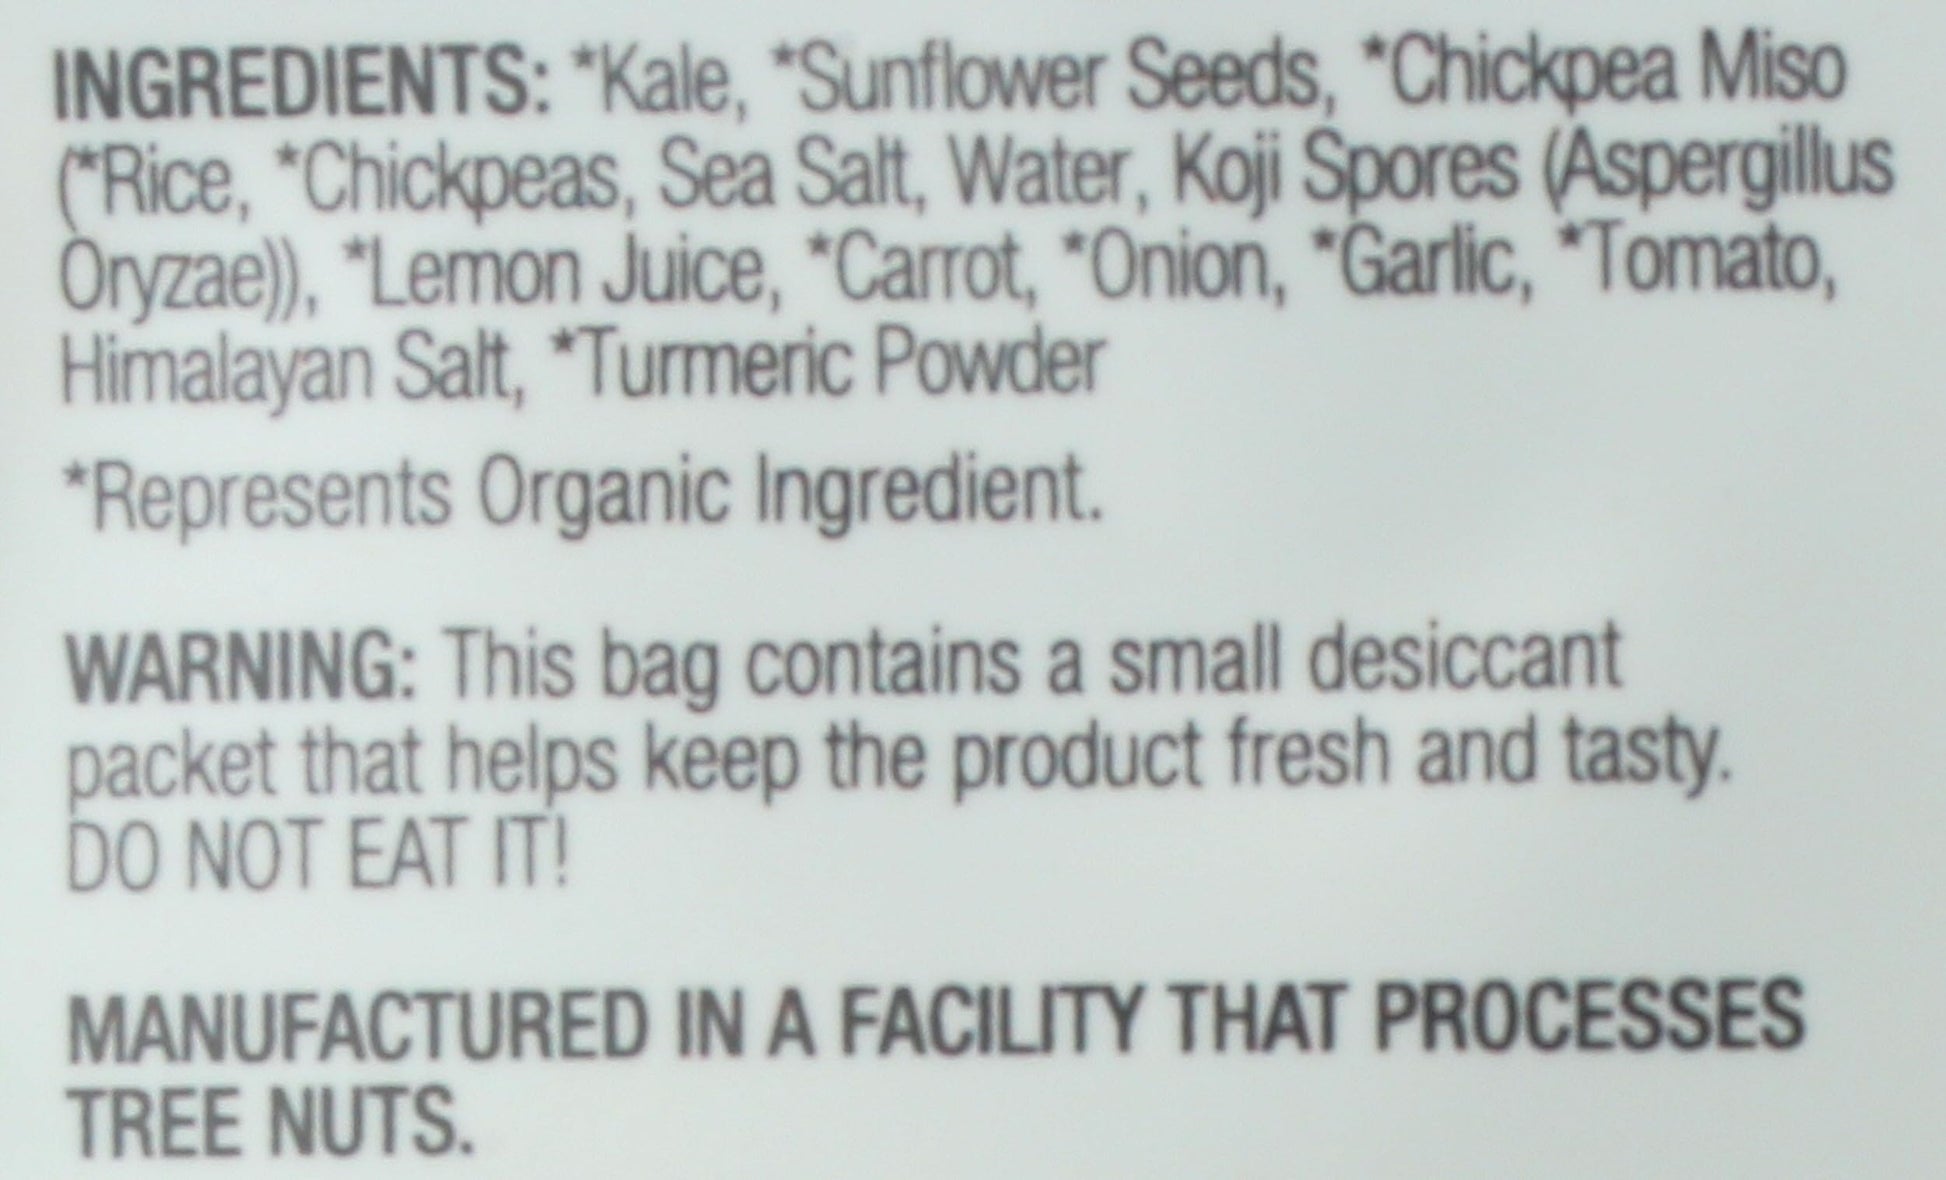 INGREDIENTS: *Kale, *Sunflower Seeds, *Chickpea Miso
(*Rice, *Chickpeas, Sea Salt, Water, Koji Spores (Aspergillus
Oryzae)), *Lemon Juice, *Carrot, *Onion, *Garlic, *Tomato,
Himalayan Salt, *Turmeric Powder
*Represents Organic Ingredient.
WARNING: This bag contains a small desiccant
packet that helps keep the product fresh and tasty.
DO NOT EAT IT!
MANUFACTURED IN A FACILITY THAT PROCESSES
TREE NUTS.